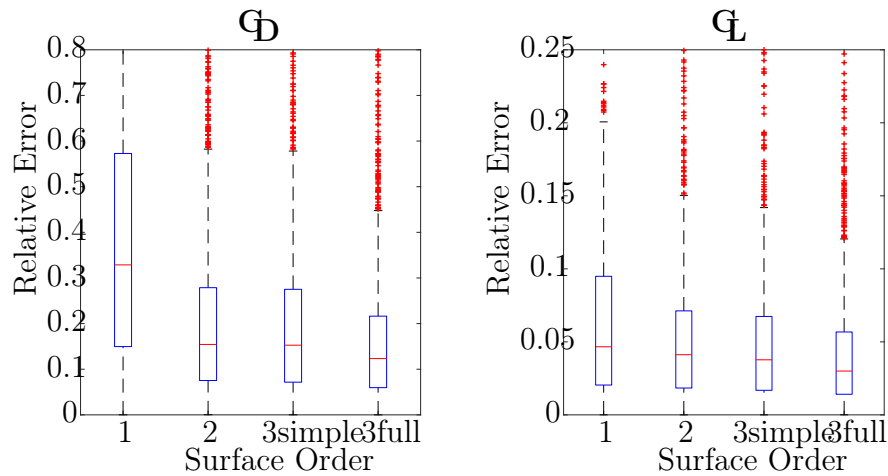 C_D
0.8
0.7
0.6
0.5
0.4
0.3
0.2
0.1
0
Relative Error
1 2 3simple 3full
Surface Order
C_L
0.25
0.2
0.15
0.1
0.05
0
Relative Error
1 2 3simple 3full
Surface Order